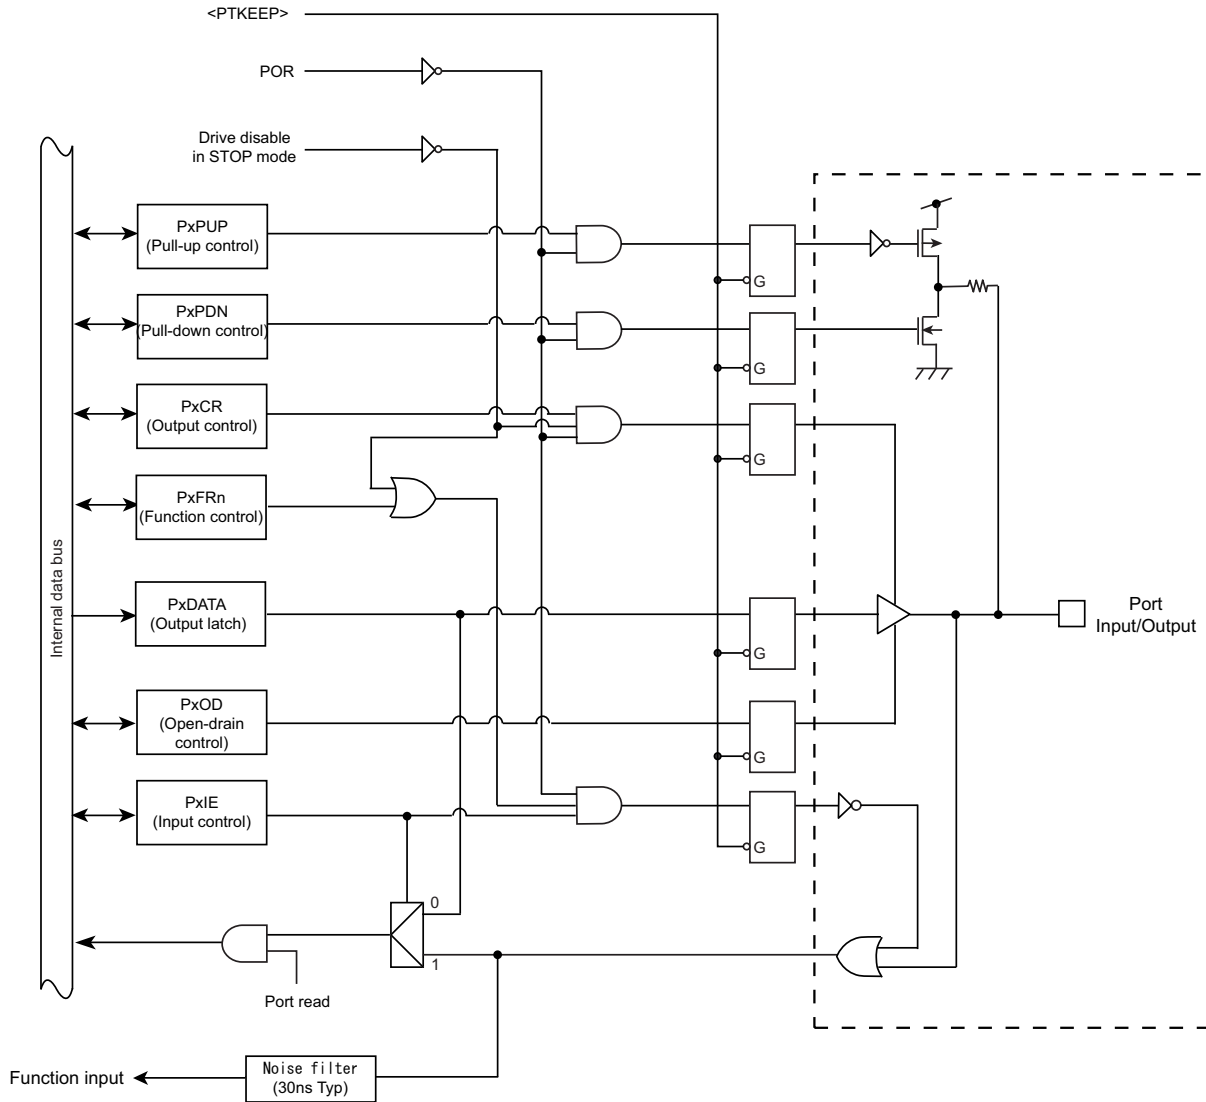 <PTKEEP>
POR
Drive disable
in STOP mode
PxPUP
(Pull-up control)
G
PxPDN
(Pull-down control)
G
PxCR
(Output control)
G
PxFRn
(Function control)
Internal data bus
PxDATA
(Output latch)
G
Port
Input/Output
PxOD
(Open-drain
control)
G
PxIE
(Input control)
G
0
1
Port read
Function input
Noise filter
(30ns Typ)